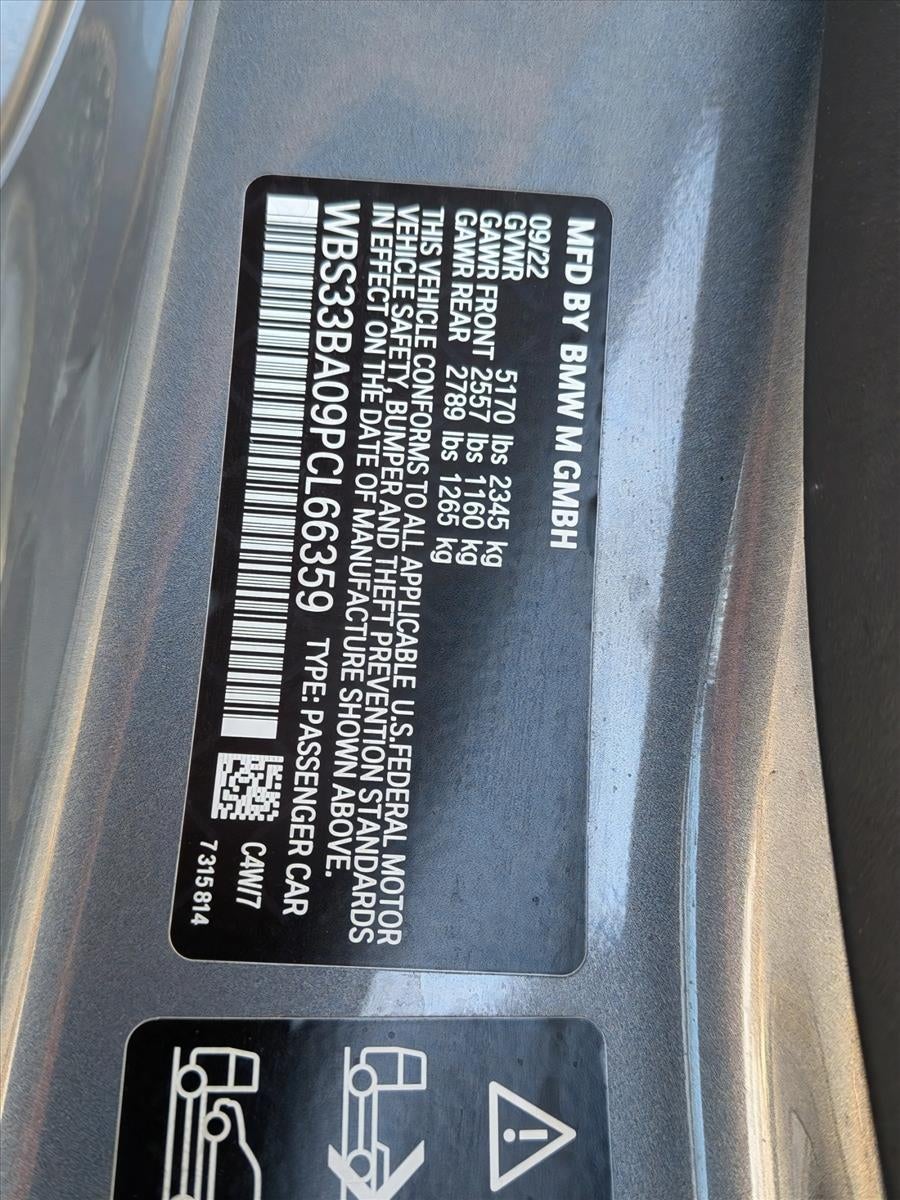 MFD BY BMW M GMBH
09/22
GVWR 5170 lbs 2345 kg
GAWR FRONT 2557 lbs 1160 kg
GAWR REAR 2789 lbs 1265 kg
THIS VEHICLE CONFORMS TO ALL APPLICABLE U.S.FEDERAL MOTOR
VEHICLE SAFETY, BUMPER AND THEFT PREVENTION STANDARDS
IN EFFECT ON THE DATE OF MANUFACTURE SHOWN ABOVE.
WBS33BA09PCL66359 TYPE: PASSENGER CAR
C4W/7
7315814